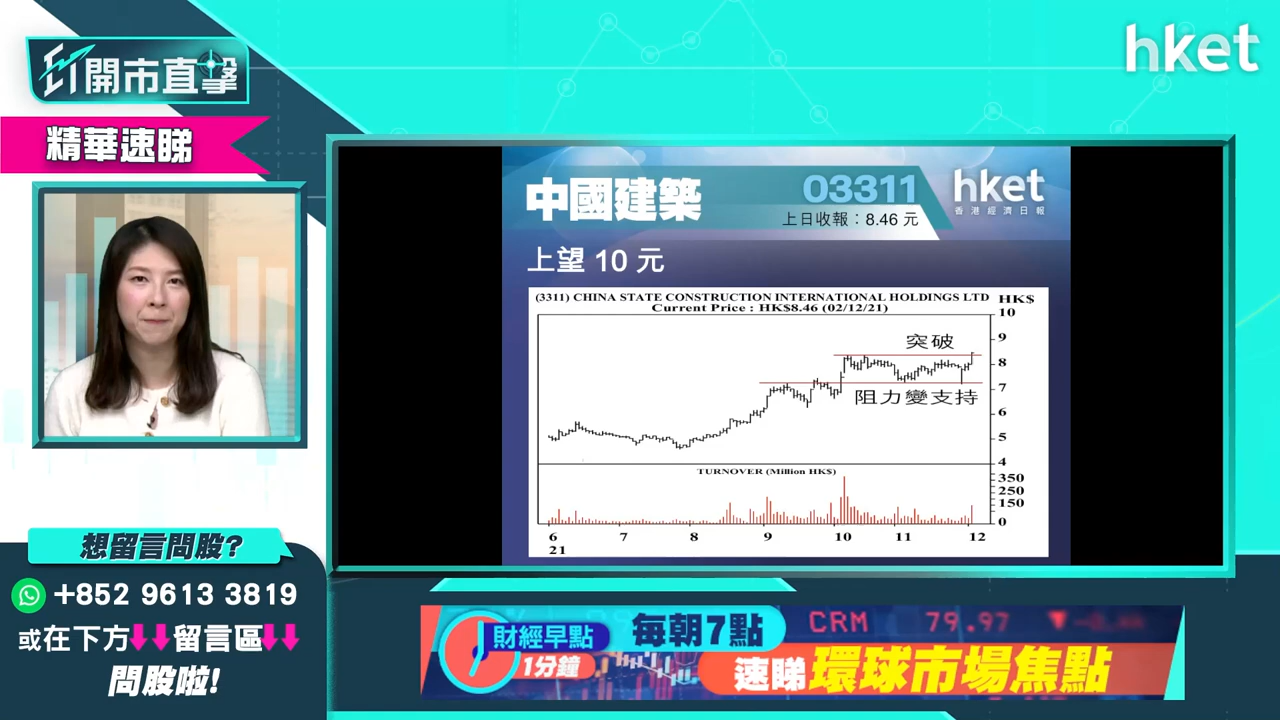 開市直擊
hket
精華速睇
中國建築
03311
hket
香港經濟日報
上日收報：8.46 元
上望 10 元
(3311) CHINA STATE CONSTRUCTION INTERNATIONAL HOLDINGS LTD HK$
Current Price : HK$8.46 (02/12/21)
10
9
突破
8
7
阻力變支持
6
5
4
TURNOVER (Million HK$)
350
250
150
0
6 7 8 9 10 11 12
21
想留言問股?
+852 9613 3819
或在下方 留言區
問股啦!
財經早點
1分鐘
每朝7點
速睇環球市場焦點
CRM 79.97